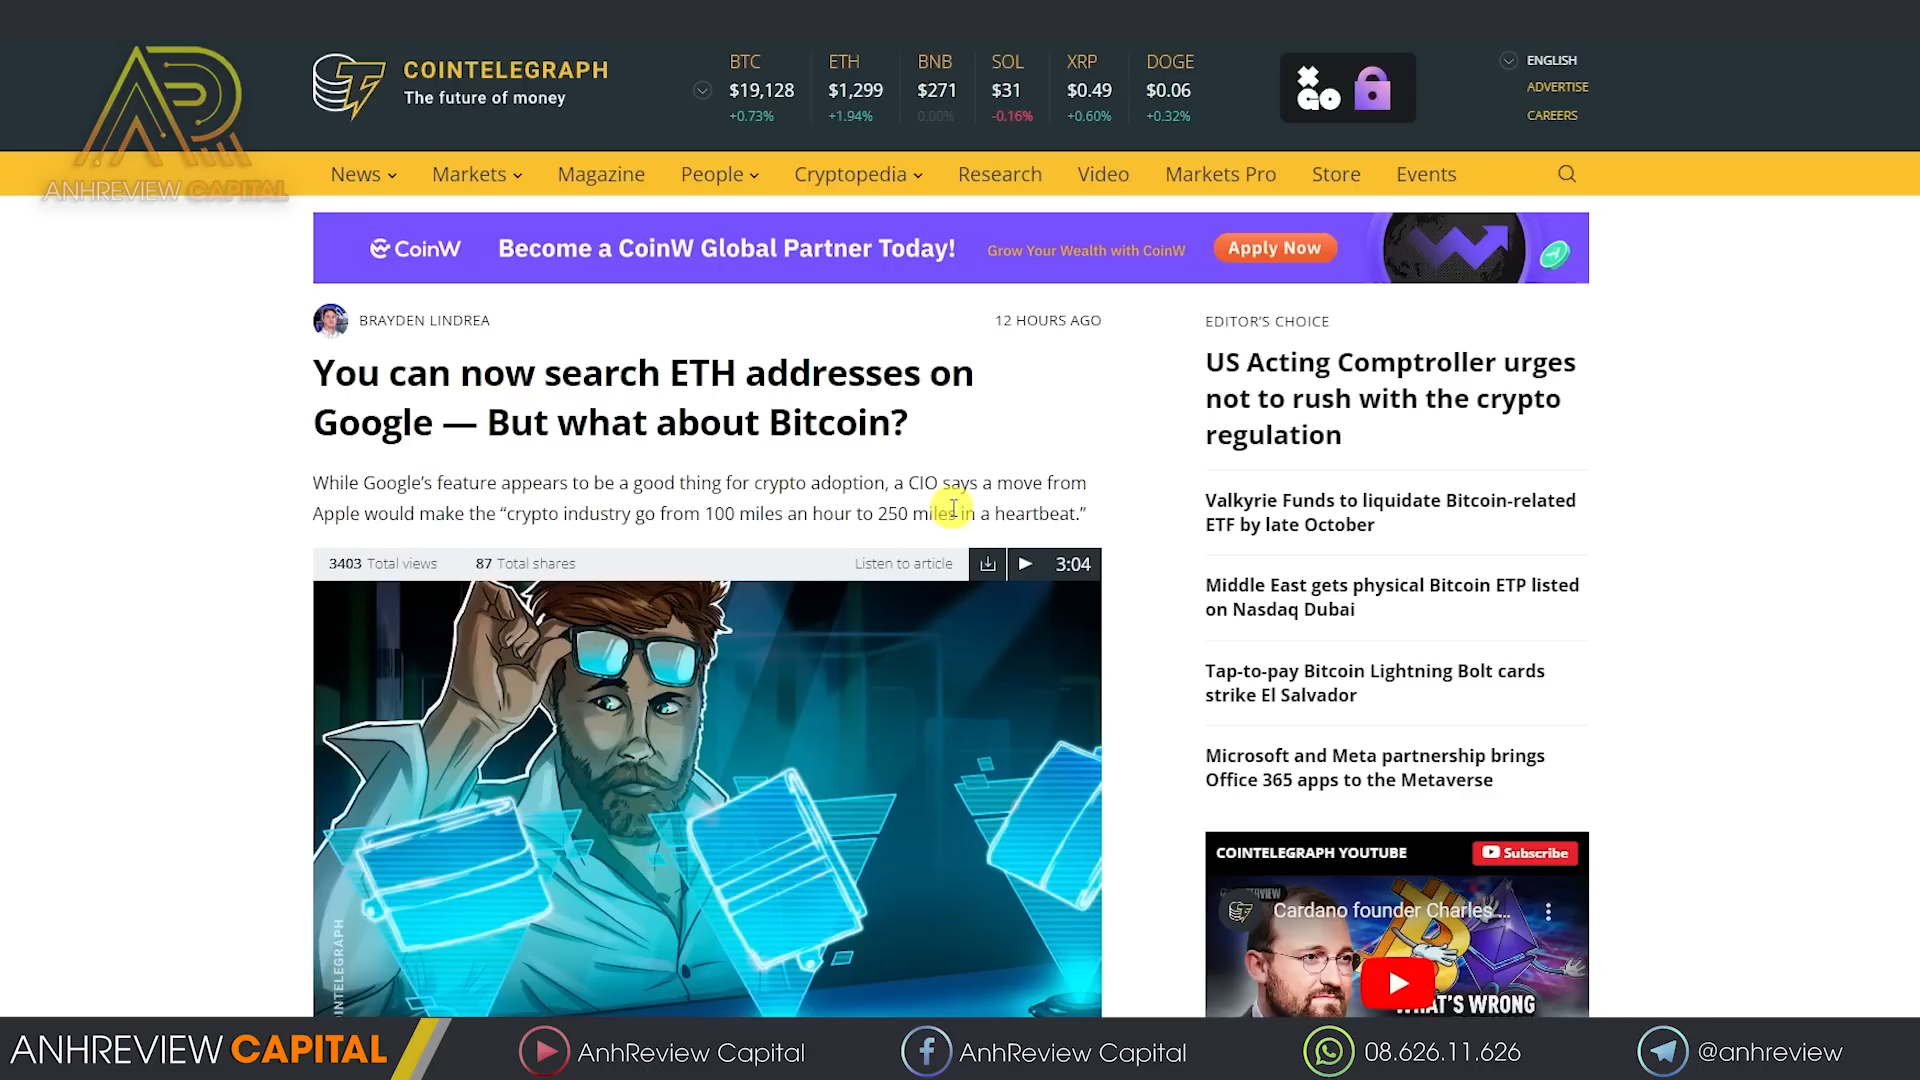 ANHREVIEW CAPITAL
COINTELEGRAPH
The future of money
BTC ETH BNB SOL XRP DOGE
$19,128 $1,299 $271 $31 $0.49 $0.06
+0.73% +1.94% 0.00% -0.16% +0.60% +0.32%
XGO
ENGLISH
ADVERTISE
CAREERS
News Markets Magazine People Cryptopedia Research Video Markets Pro Store Events
CoinW Become a CoinW Global Partner Today! Grow Your Wealth with CoinW Apply Now
BRAYDEN LINDREA 12 HOURS AGO
You can now search ETH addresses on
Google — But what about Bitcoin?
While Google’s feature appears to be a good thing for crypto adoption, a CIO says a move from
Apple would make the “crypto industry go from 100 miles an hour to 250 miles in a heartbeat.”
3403 Total views 87 Total shares Listen to article 3:04
EDITOR’S CHOICE
US Acting Comptroller urges
not to rush with the crypto
regulation
Valkyrie Funds to liquidate Bitcoin-related
ETF by late October
Middle East gets physical Bitcoin ETP listed
on Nasdaq Dubai
Tap-to-pay Bitcoin Lightning Bolt cards
strike El Salvador
Microsoft and Meta partnership brings
Office 365 apps to the Metaverse
COINTELEGRAPH YOUTUBE Subscribe
Cardano founder Charles ...
ANHREVIEW CAPITAL AnhReview Capital AnhReview Capital 08.626.11.626 @anhreview